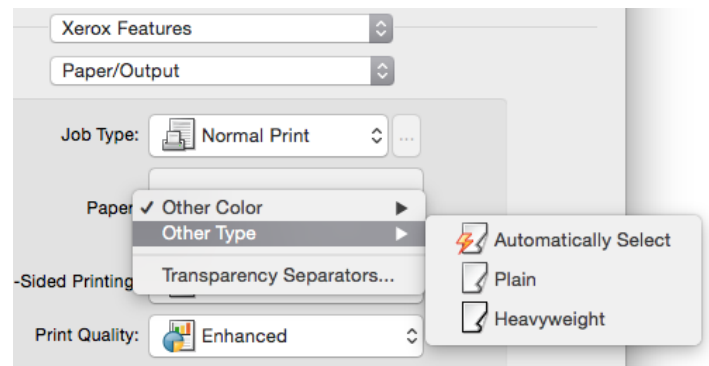 Xerox Features
Paper/Output
Job Type: Normal Print ...
Paper ✓ Other Color
Other Type
Automatically Select
Plain
Heavyweight
Transparency Separators...
-Sided Printing
Print Quality: Enhanced